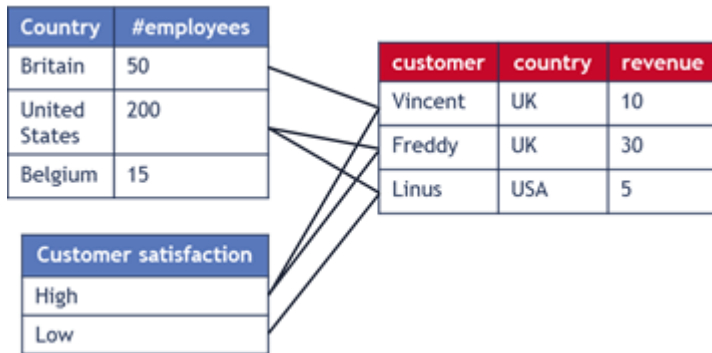 Country #employees
Britain 50
United 200
States
Belgium 15
Customer satisfaction
High
Low
customer country revenue
Vincent UK 10
Freddy UK 30
Linus USA 5